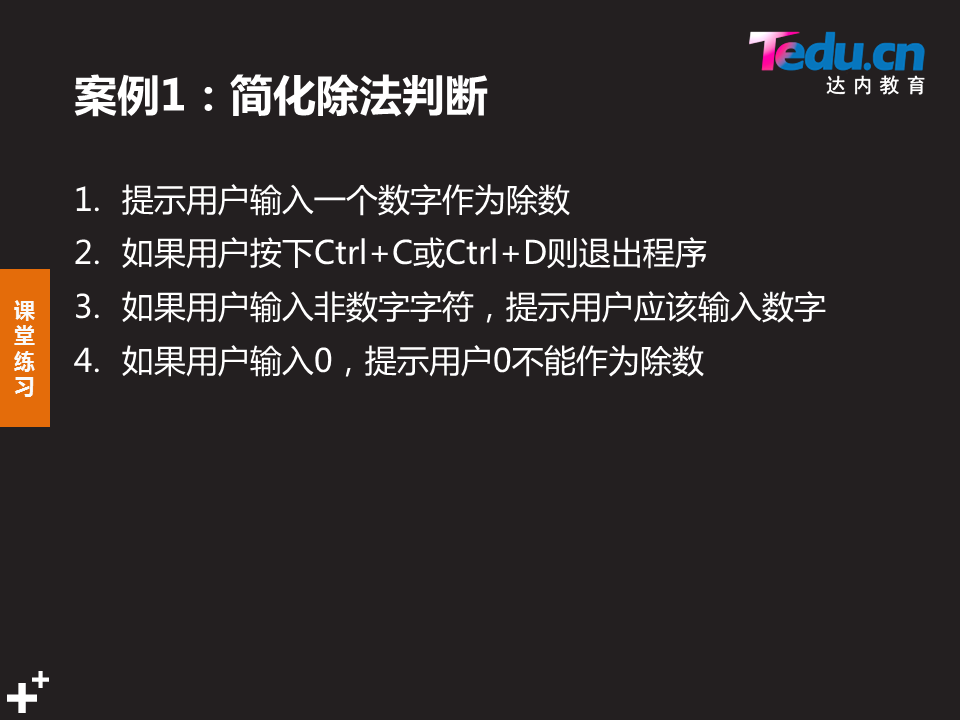 Tedu.cn
达内教育
案例1：简化除法判断
1. 提示用户输入一个数字作为除数
2. 如果用户按下Ctrl+C或Ctrl+D则退出程序
3. 如果用户输入非数字字符，提示用户应该输入数字
4. 如果用户输入0，提示用户0不能作为除数
课
堂
练
习